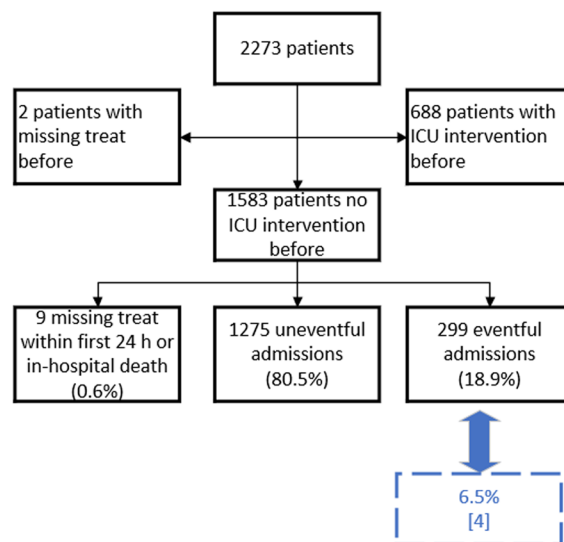 2273 patients
2 patients with
missing treat
before
688 patients with
ICU intervention
before
1583 patients no
ICU intervention
before
9 missing treat
within first 24 h or
in-hospital death
(0.6%)
1275 uneventful
admissions
(80.5%)
299 eventful
admissions
(18.9%)
6.5%
[4]